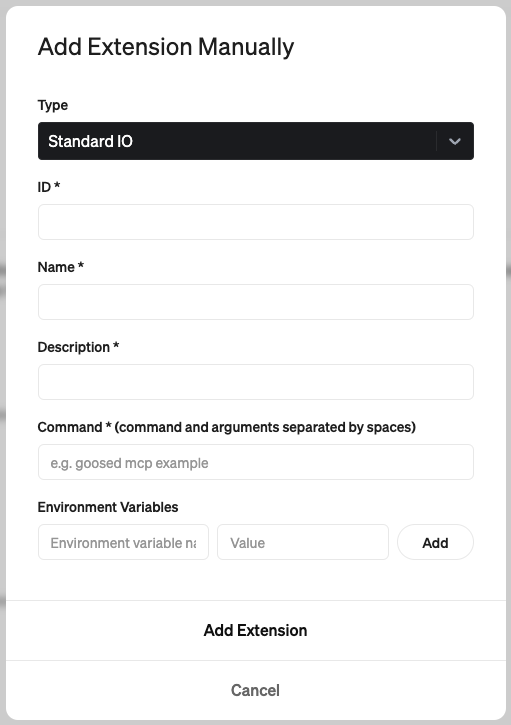 Add Extension Manually
Type
Standard IO
ID *
Name *
Description *
Command * (command and arguments separated by spaces)
e.g. goosed mcp example
Environment Variables
Environment variable na
Value
Add
Add Extension
Cancel